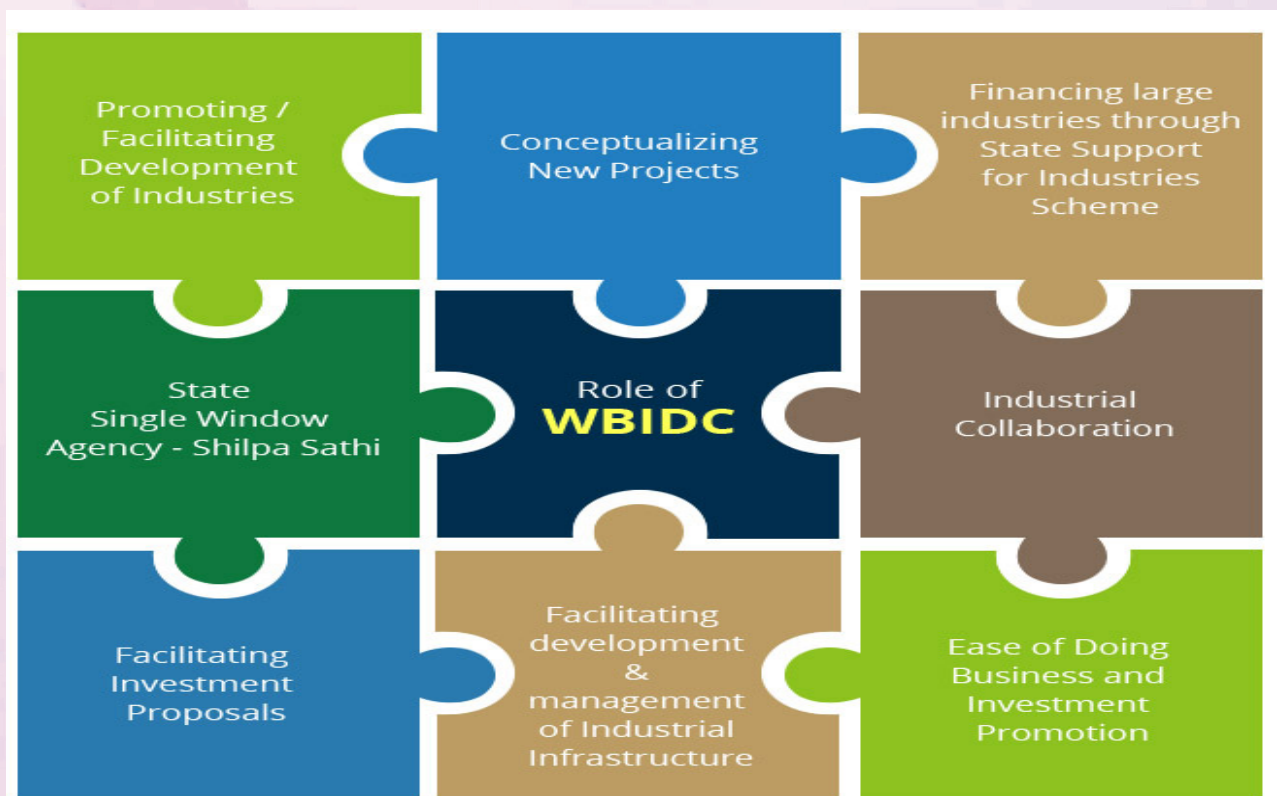 Promoting /
Facilitating
Development
of Industries
Conceptualizing
New Projects
Financing large
industries through
State Support
for Industries
Scheme
State
Single Window
Agency - Shilpa Sathi
Role of
WBIDC
Industrial
Collaboration
Facilitating
Investment
Proposals
Facilitating
development
&
management
of Industrial
Infrastructure
Ease of Doing
Business and
Investment
Promotion